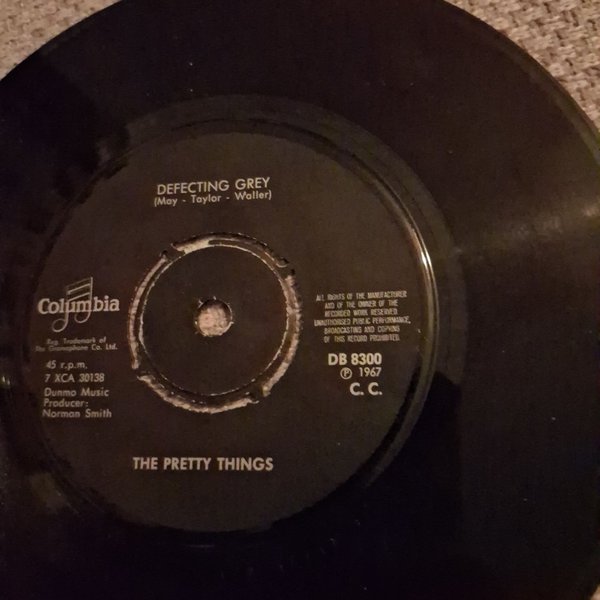 DEFECTING GREY
(May - Taylor - Waller)
Columbia
Reg. Trademark of
The Gramophone Co. Ltd.
45 r.p.m.
7 XCA 30138
Dunmo Music
Producer:
Norman Smith
ALL RIGHTS OF THE MANUFACTURER
AND OF THE OWNER OF THE
RECORDED WORK RESERVED.
UNAUTHORISED PUBLIC PERFORMANCE,
BROADCASTING AND COPYING
OF THIS RECORD PROHIBITED.
DB 8300
Ⓟ 1967
C. C.
THE PRETTY THINGS